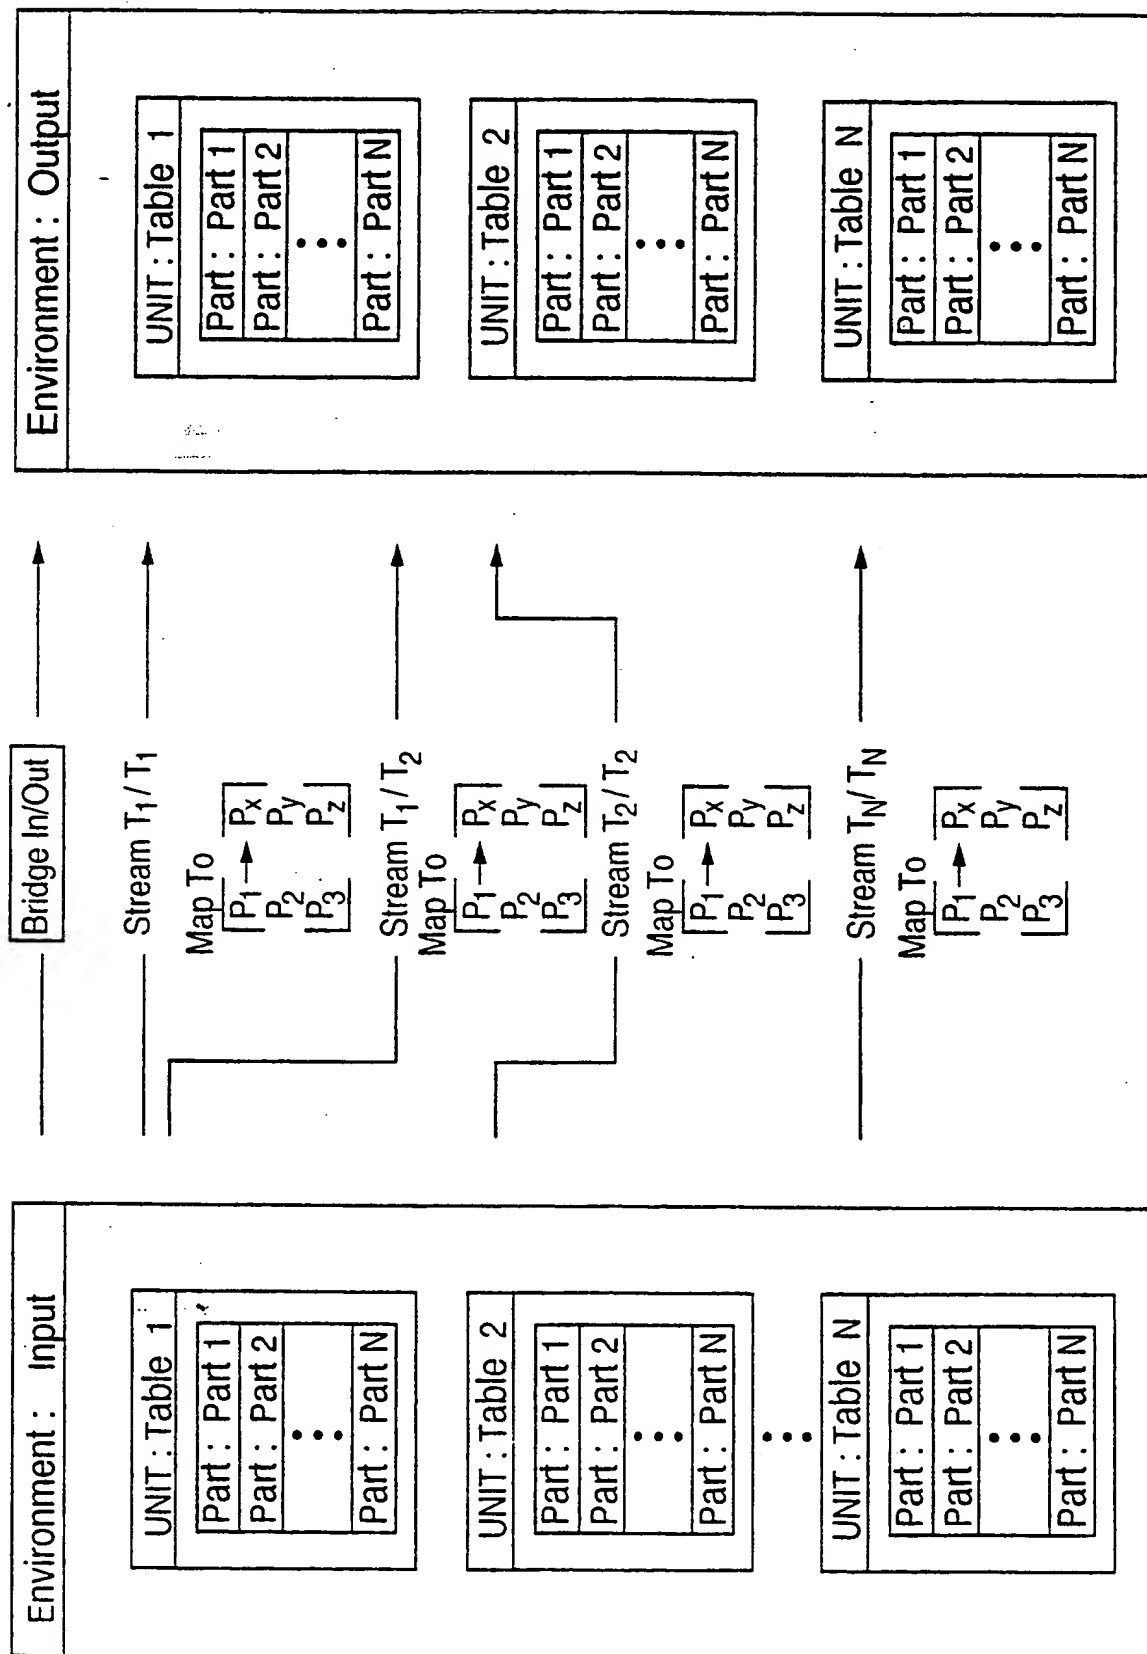 Environment : Input
UNIT : Table 1
Part : Part 1
Part : Part 2
•••
Part : Part N
UNIT : Table 2
Part : Part 1
Part : Part 2
•••
Part : Part N
•••
UNIT : Table N
Part : Part 1
Part : Part 2
•••
Part : Part N
Bridge In/Out
Stream T1/T1
Map To
P1 → Px
P2 Py
P3 Pz
Stream T1/T2
Map To
P1 → Px
P2 Py
P3 Pz
Stream T2/T2
Map To
P1 → Px
P2 Py
P3 Pz
Stream TN/TN
Map To
P1 → Px
P2 Py
P3 Pz
Environment : Output
UNIT : Table 1
Part : Part 1
Part : Part 2
•••
Part : Part N
UNIT : Table 2
Part : Part 1
Part : Part 2
•••
Part : Part N
UNIT : Table N
Part : Part 1
Part : Part 2
•••
Part : Part N